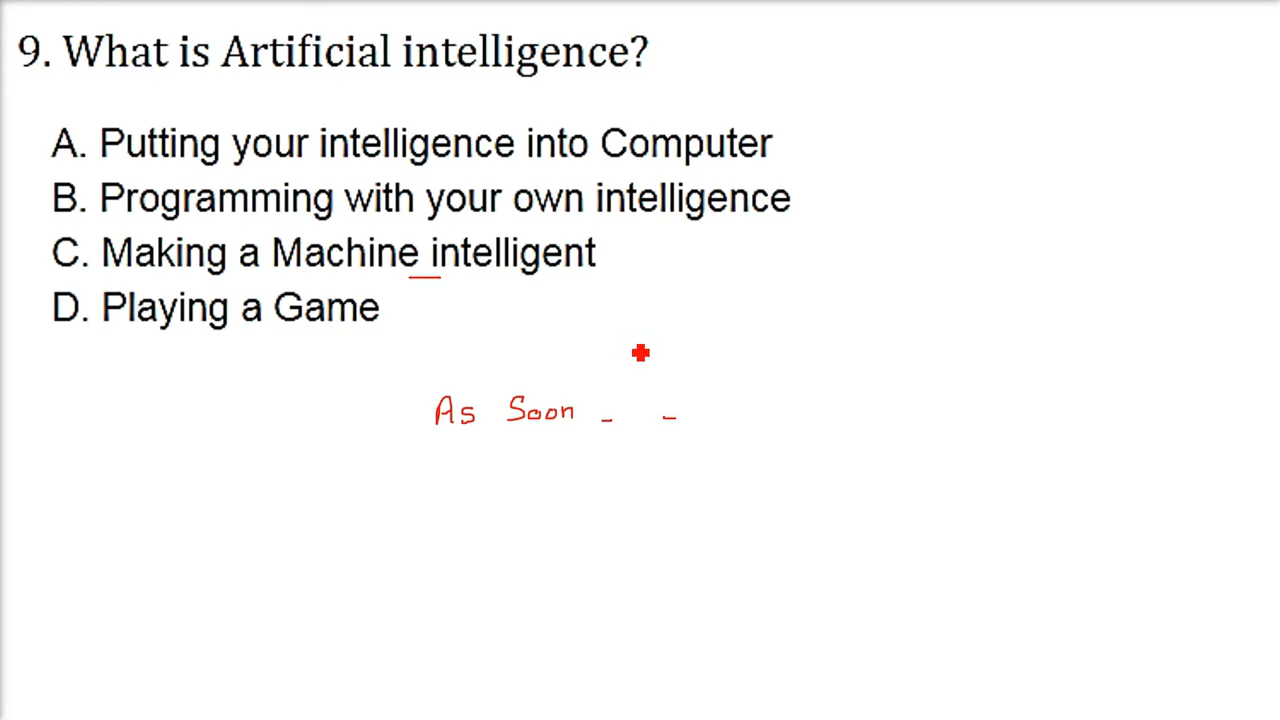 9. What is Artificial intelligence?
A. Putting your intelligence into Computer
B. Programming with your own intelligence
C. Making a Machine intelligent
D. Playing a Game
As Soon - -